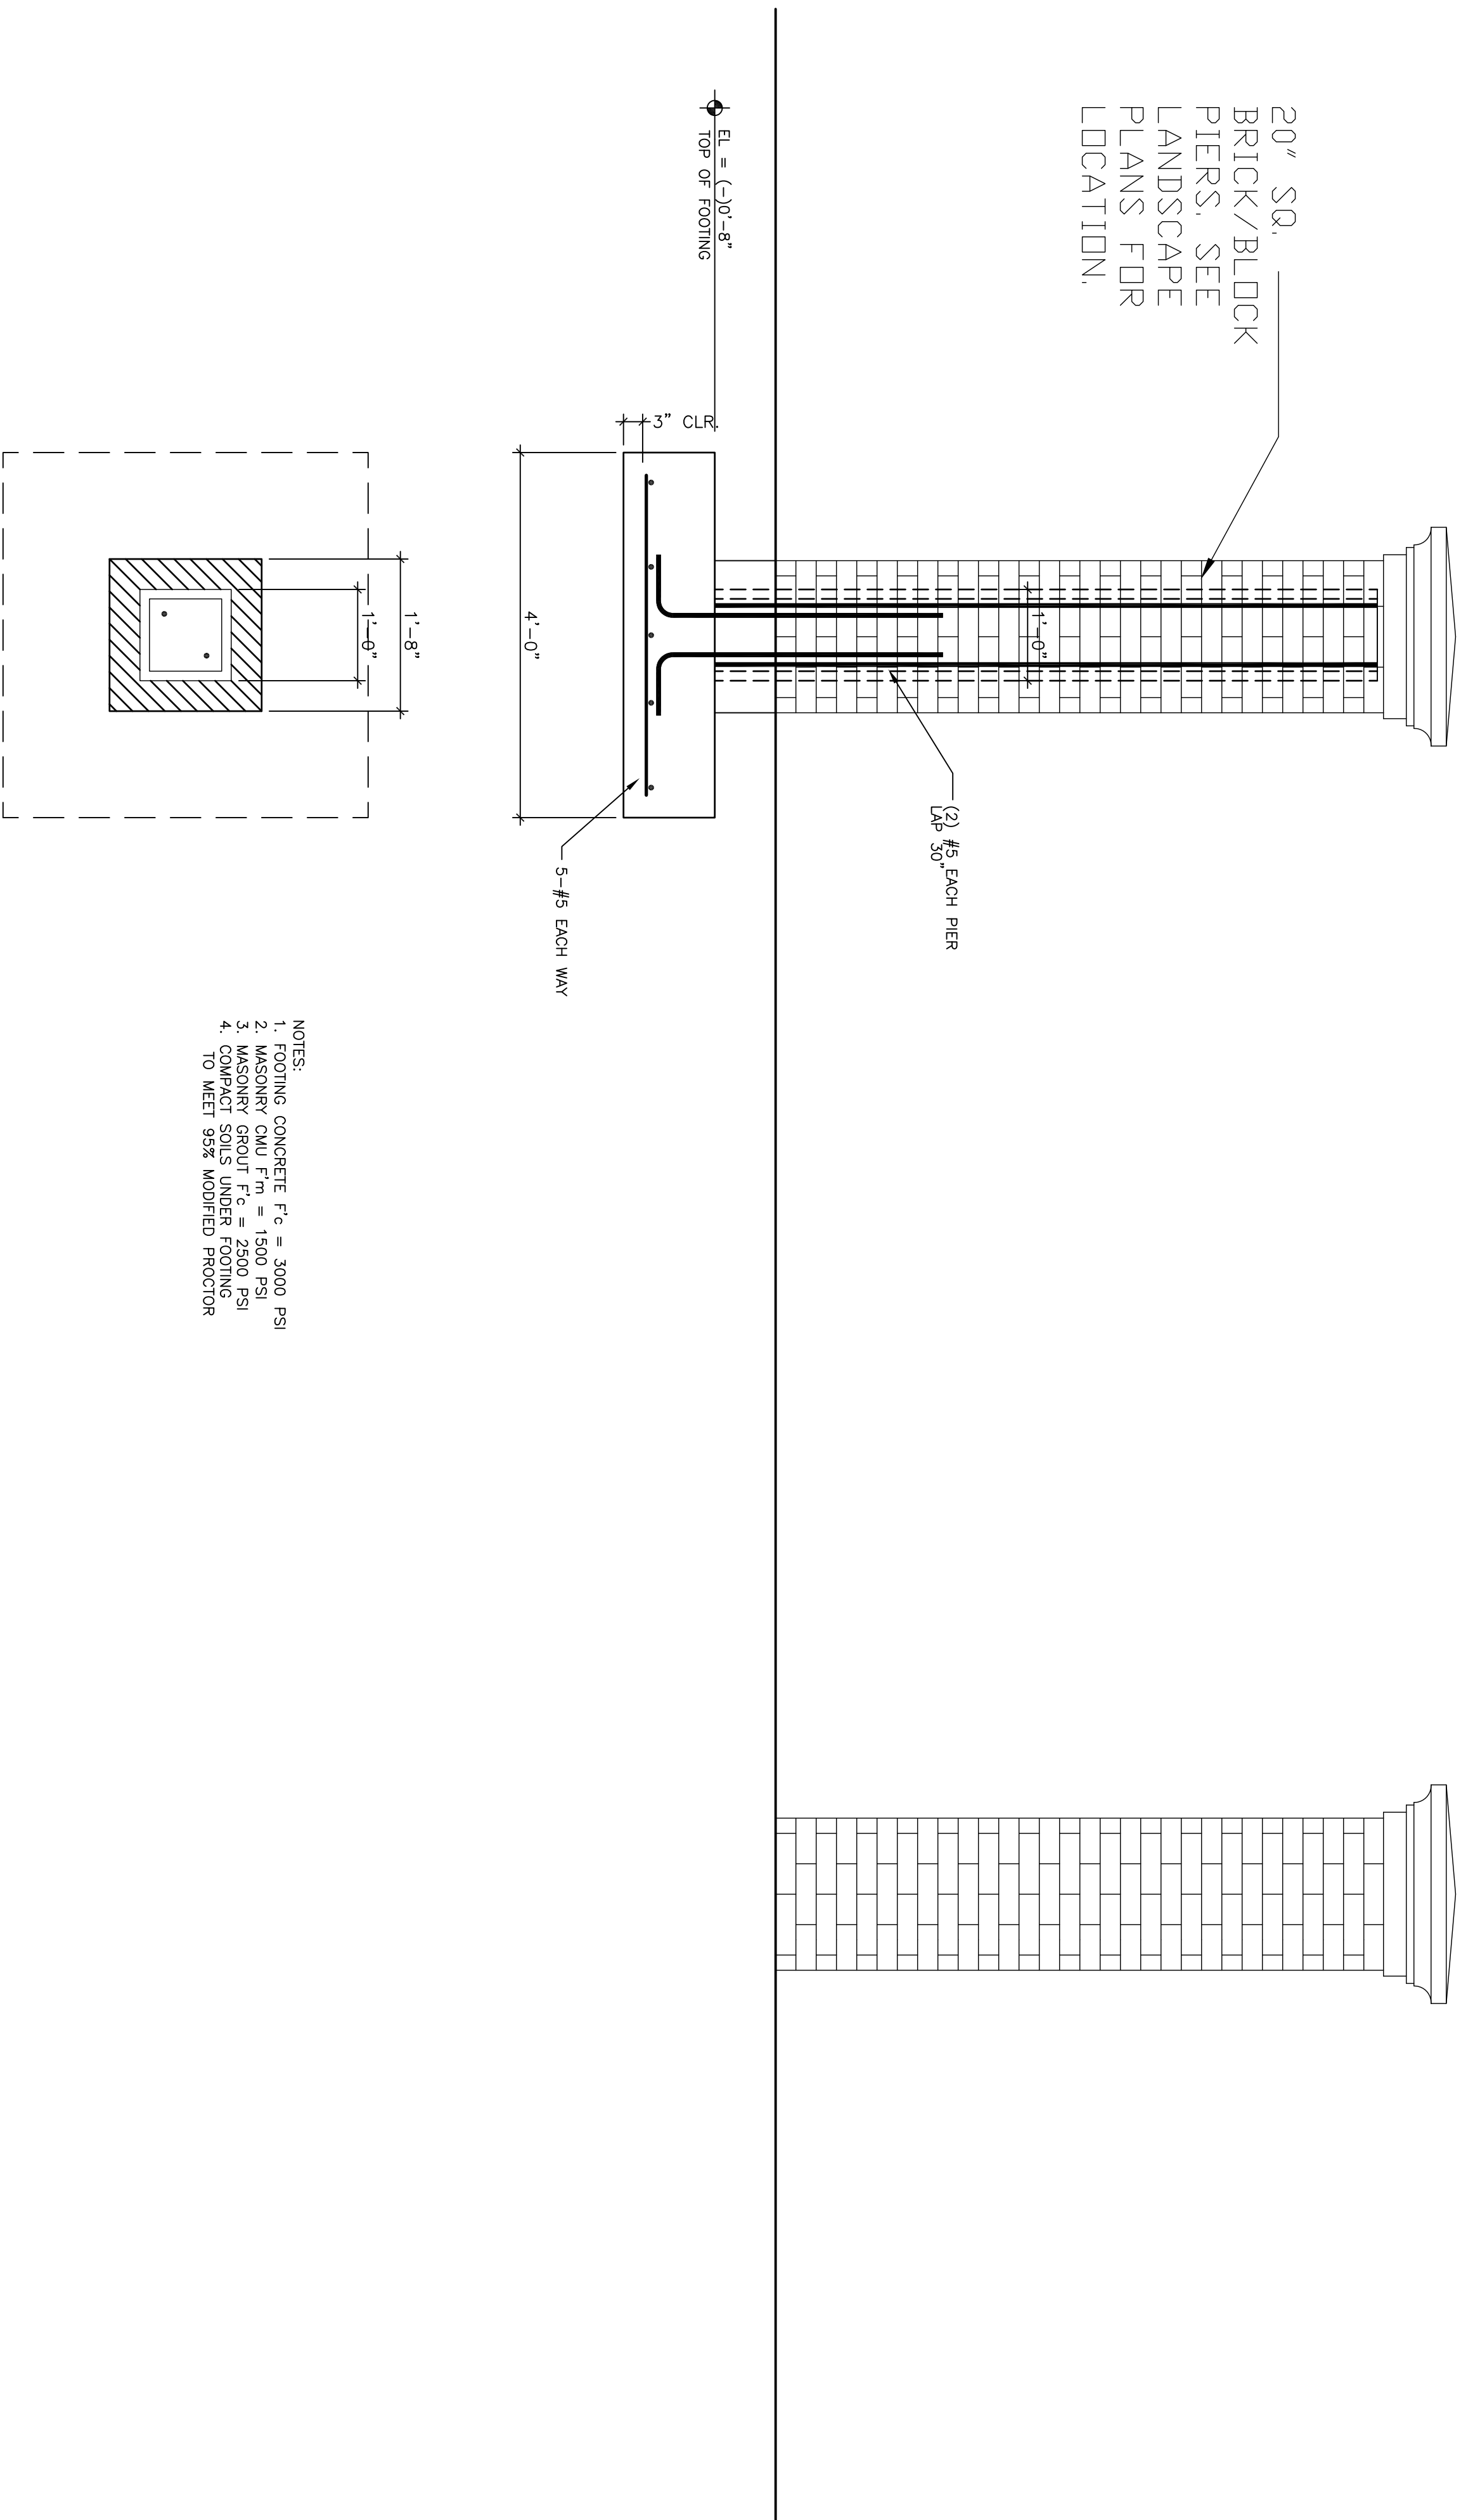 20" SQ.
BRICK/BLOCK
PIERS. SEE
LANDSCAPE
PLANS FOR
LOCATION.
EL = (-)0'-8"
TOP OF FOOTING
3" CLR.
1'-0"
(2) #5 EACH PIER
LAP 30"
4'-0"
5-#5 EACH WAY
1'-8"
1'-0"
NOTES:
1. FOOTING CONCRETE F'c = 3000 PSI
2. MASONRY CMU F'm = 1500 PSI
3. MASONRY GROUT F'c = 2500 PSI
4. COMPACT SOILS UNDER FOOTING
TO MEET 95% MODIFIED PROCTOR